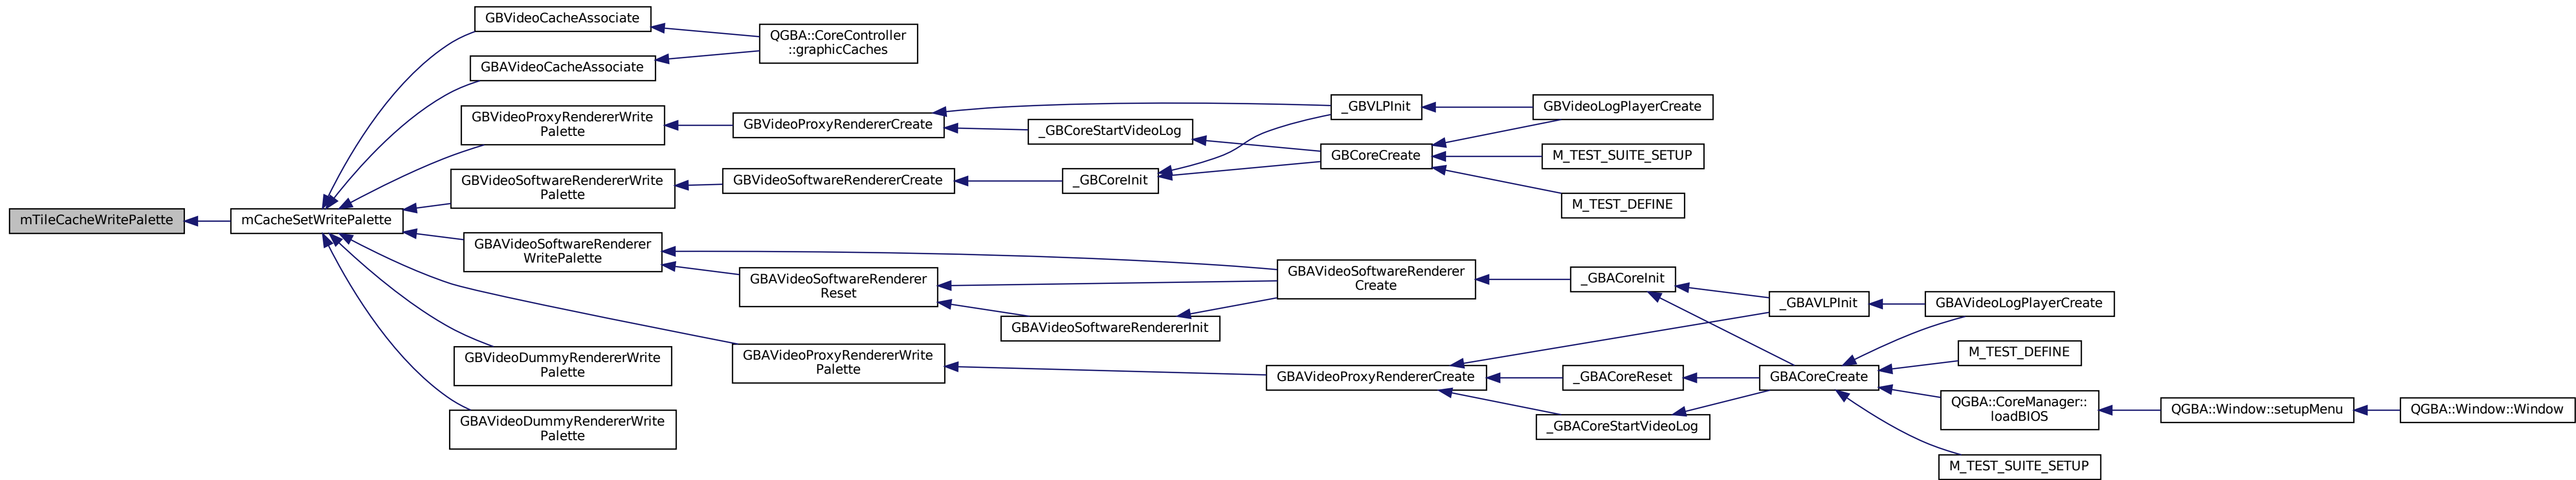 mTileCacheWritePalette
mCacheSetWritePalette
GBVideoCacheAssociate
GBAVideoCacheAssociate
QGBA::CoreController
::graphicCaches
GBVideoProxyRendererWrite
Palette
GBVideoProxyRendererCreate
_GBVLPInit
GBVideoLogPlayerCreate
_GBCoreStartVideoLog
GBCoreCreate
M_TEST_SUITE_SETUP
M_TEST_DEFINE
GBVideoSoftwareRendererWrite
Palette
GBVideoSoftwareRendererCreate
_GBCoreInit
GBAVideoSoftwareRenderer
WritePalette
GBAVideoSoftwareRenderer
Reset
GBAVideoSoftwareRendererInit
GBAVideoSoftwareRenderer
Create
_GBACoreInit
_GBAVLPInit
GBAVideoLogPlayerCreate
GBAVideoProxyRendererWrite
Palette
GBAVideoProxyRendererCreate
_GBACoreReset
_GBACoreStartVideoLog
GBACoreCreate
M_TEST_DEFINE
QGBA::CoreManager::
loadBIOS
QGBA::Window::setupMenu
QGBA::Window::Window
M_TEST_SUITE_SETUP
GBVideoDummyRendererWrite
Palette
GBAVideoDummyRendererWrite
Palette